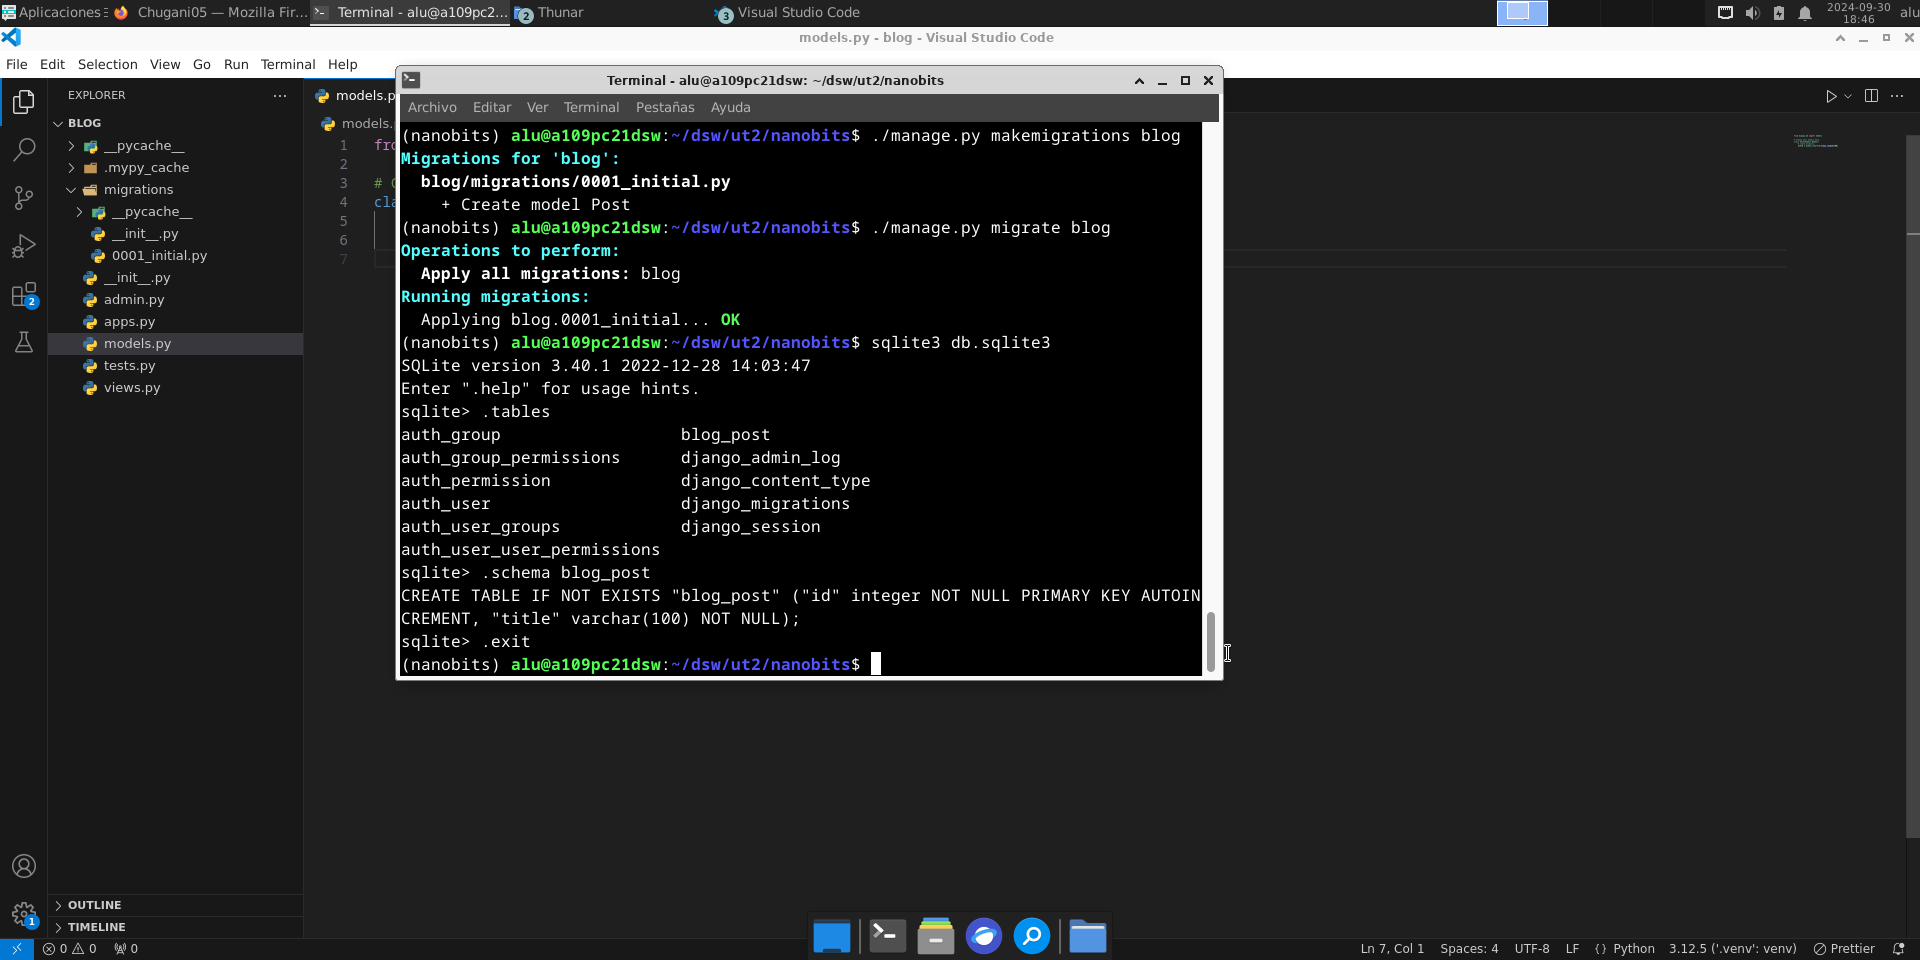 Aplicaciones
Chugani05 — Mozilla Fir...
Terminal - alu@a109pc2...
2 Thunar
3 Visual Studio Code
2024-09-30
18:46
alu
models.py - blog - Visual Studio Code
File Edit Selection View Go Run Terminal Help
EXPLORER
BLOG
__pycache__
.mypy_cache
migrations
__pycache__
__init__.py
0001_initial.py
__init__.py
admin.py
apps.py
models.py
tests.py
views.py
OUTLINE
TIMELINE
2
1
models.p
models.
1 fro
2
3 # C
4 cla
5
6
7
Terminal - alu@a109pc21dsw: ~/dsw/ut2/nanobits
Archivo Editar Ver Terminal Pestañas Ayuda
(nanobits) alu@a109pc21dsw:~/dsw/ut2/nanobits$ ./manage.py makemigrations blog
Migrations for 'blog':
blog/migrations/0001_initial.py
+ Create model Post
(nanobits) alu@a109pc21dsw:~/dsw/ut2/nanobits$ ./manage.py migrate blog
Operations to perform:
Apply all migrations: blog
Running migrations:
Applying blog.0001_initial... OK
(nanobits) alu@a109pc21dsw:~/dsw/ut2/nanobits$ sqlite3 db.sqlite3
SQLite version 3.40.1 2022-12-28 14:03:47
Enter ".help" for usage hints.
sqlite> .tables
auth_group blog_post
auth_group_permissions django_admin_log
auth_permission django_content_type
auth_user django_migrations
auth_user_groups django_session
auth_user_user_permissions
sqlite> .schema blog_post
CREATE TABLE IF NOT EXISTS "blog_post" ("id" integer NOT NULL PRIMARY KEY AUTOIN
CREMENT, "title" varchar(100) NOT NULL);
sqlite> .exit
(nanobits) alu@a109pc21dsw:~/dsw/ut2/nanobits$
0 0 0
Ln 7, Col 1 Spaces: 4 UTF-8 LF {} Python 3.12.5 ('.venv': venv) Prettier